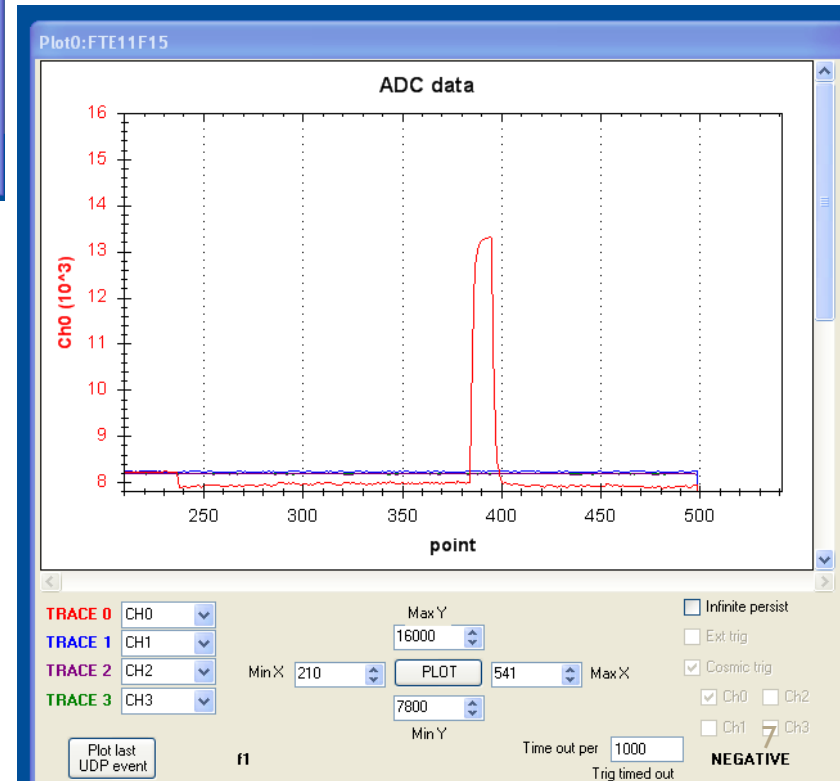 Plot0:FTE11F15
ADC data
Ch0 (10^3)
16
15
14
13
12
11
10
9
8
250 300 350 400 450 500
point
TRACE 0 CH0
TRACE 1 CH1
TRACE 2 CH2
TRACE 3 CH3
Max Y
16000
Min X 210 PLOT 541 Max X
7800
Min Y
Infinite persist
Ext trig
Cosmic trig
Ch0 Ch2
Ch1 Ch3
7
Plot last
UDP event
f1
Time out per 1000
Trig timed out
NEGATIVE